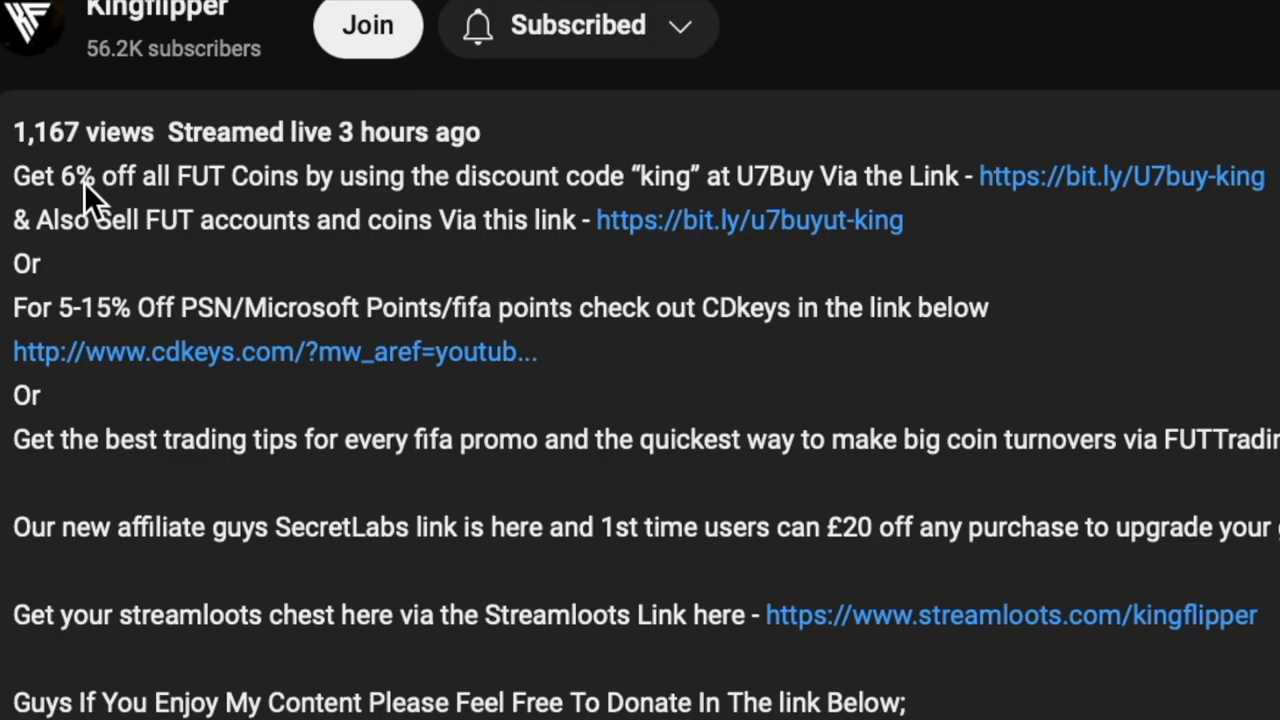 Kingflipper
56.2K subscribers
Join
Subscribed
1,167 views Streamed live 3 hours ago
Get 6% off all FUT Coins by using the discount code “king” at U7Buy Via the Link - https://bit.ly/U7buy-king
& Also Sell FUT accounts and coins Via this link - https://bit.ly/u7buyut-king
Or
For 5-15% Off PSN/Microsoft Points/fifa points check out CDkeys in the link below
http://www.cdkeys.com/?mw_aref=youtub...
Or
Get the best trading tips for every fifa promo and the quickest way to make big coin turnovers via
Our new affiliate guys SecretLabs link is here and 1st time users can £20 off any purchase to upgrade your
Get your streamloots chest here via the Streamloots Link here - https://www.streamloots.com/kingflipper
Guys If You Enjoy My Content Please Feel Free To Donate In The link Below;